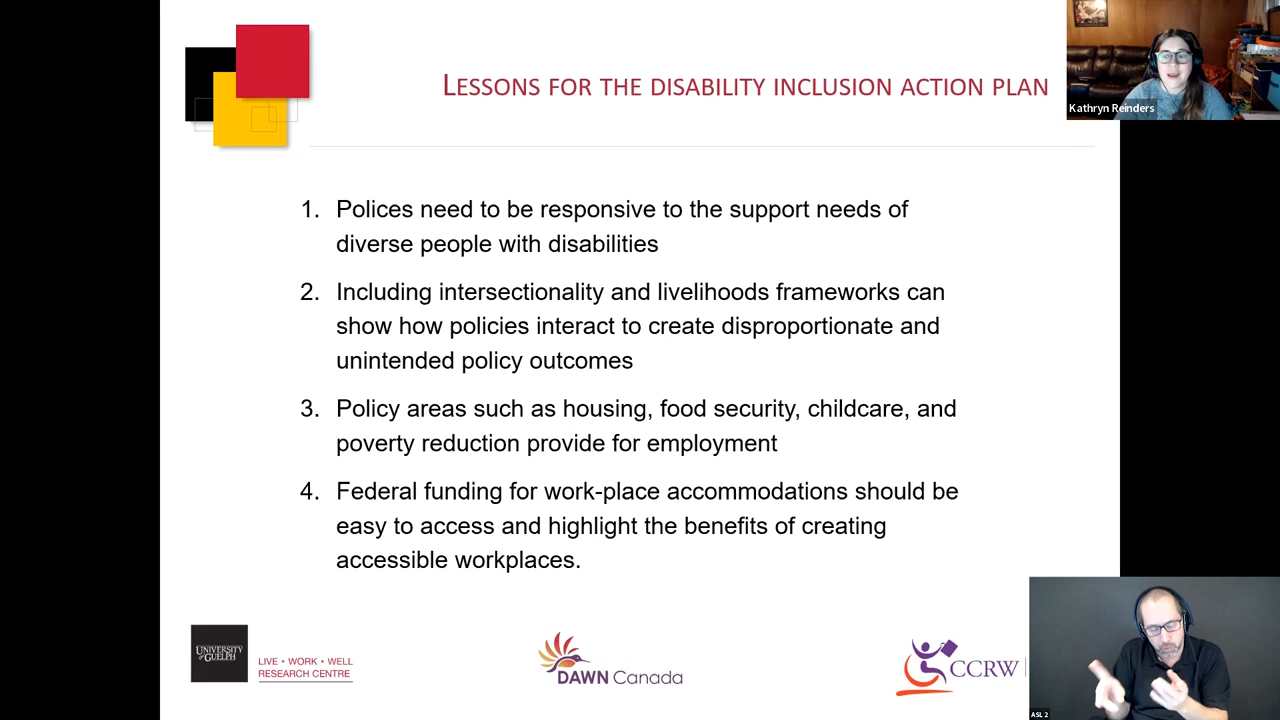 LESSONS FOR THE DISABILITY INCLUSION ACTION PLAN
Kathryn Reinders
1. Polices need to be responsive to the support needs of
diverse people with disabilities
2. Including intersectionality and livelihoods frameworks can
show how policies interact to create disproportionate and
unintended policy outcomes
3. Policy areas such as housing, food security, childcare, and
poverty reduction provide for employment
4. Federal funding for work-place accommodations should be
easy to access and highlight the benefits of creating
accessible workplaces.
UNIVERSITY
OF GUELPH
LIVE • WORK • WELL
RESEARCH CENTRE
DAWN Canada
CCRW
ASL 2